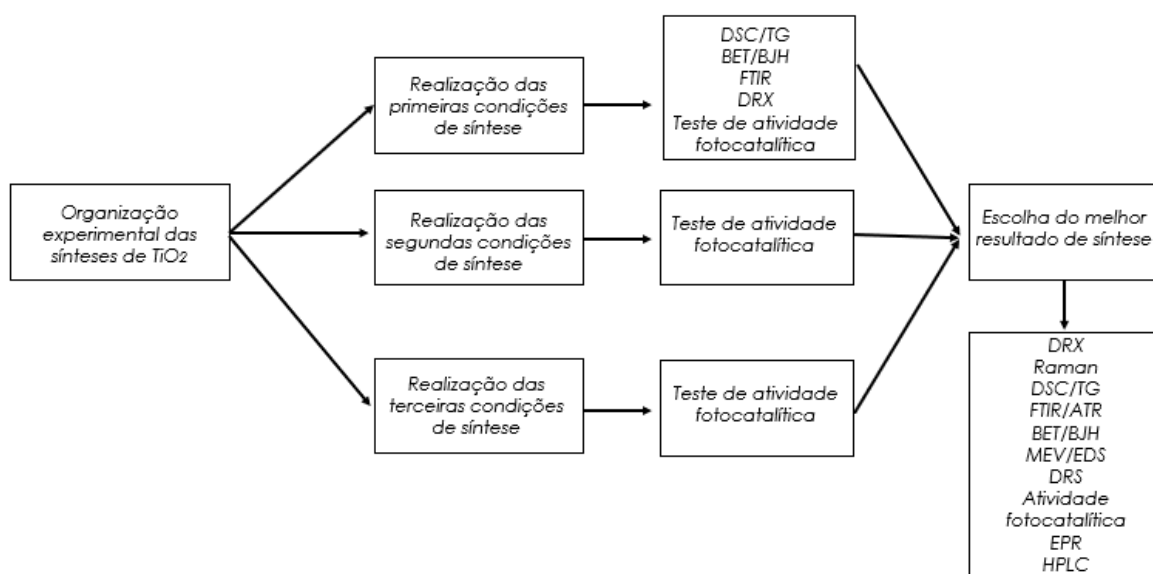 Organização
experimental das
sínteses de TiO2
Realização das
primeiras condições
de síntese
DSC/TG
BET/BJH
FTIR
DRX
Teste de atividade
fotocatalítica
Realização das
segundas condições
de síntese
Teste de atividade
fotocatalítica
Realização das
terceiras condições
de síntese
Teste de atividade
fotocatalítica
Escolha do melhor
resultado de síntese
DRX
Raman
DSC/TG
FTIR/ATR
BET/BJH
MEV/EDS
DRS
Atividade
fotocatalítica
EPR
HPLC